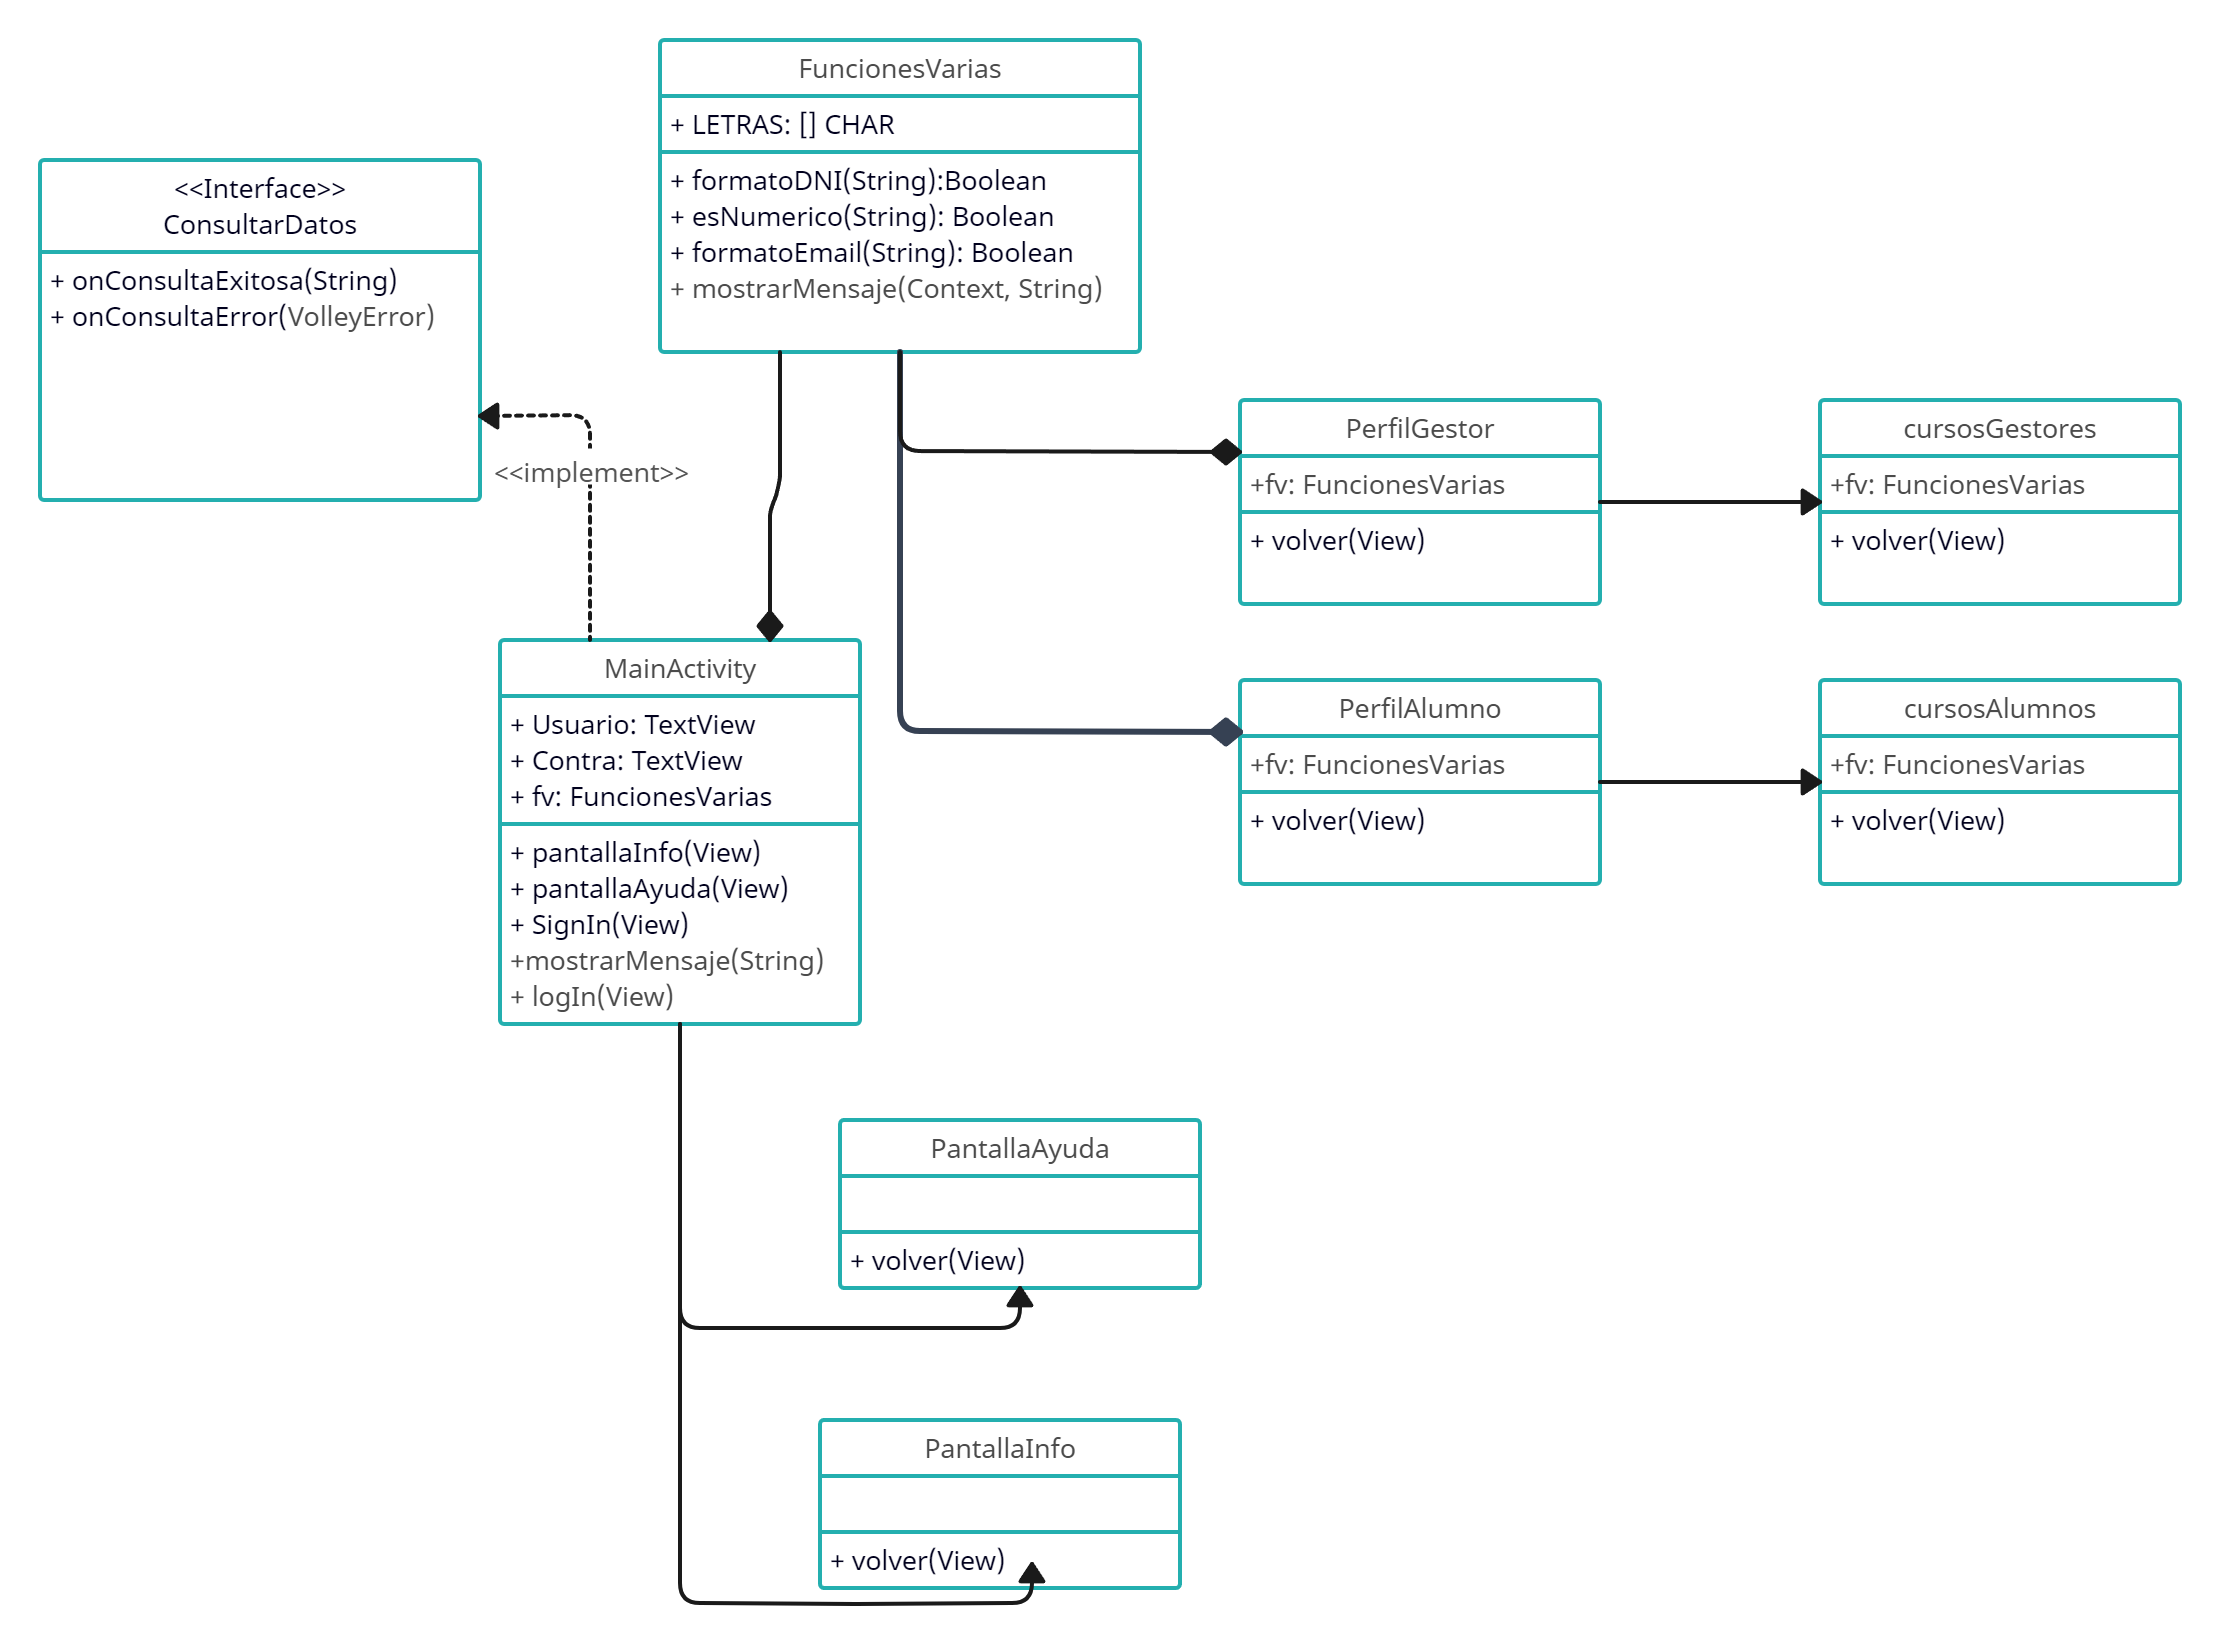 FuncionesVarias
+ LETRAS: [] CHAR
+ formatoDNI(String):Boolean
+ esNumerico(String): Boolean
+ formatoEmail(String): Boolean
+ mostrarMensaje(Context, String)
<<Interface>>
ConsultarDatos
+ onConsultaExitosa(String)
+ onConsultaError(VolleyError)
<<implement>>
PerfilGestor
+fv: FuncionesVarias
+ volver(View)
cursosGestores
+fv: FuncionesVarias
+ volver(View)
MainActivity
+ Usuario: TextView
+ Contra: TextView
+ fv: FuncionesVarias
+ pantallaInfo(View)
+ pantallaAyuda(View)
+ SignIn(View)
+mostrarMensaje(String)
+ logIn(View)
PerfilAlumno
+fv: FuncionesVarias
+ volver(View)
cursosAlumnos
+fv: FuncionesVarias
+ volver(View)
PantallaAyuda
+ volver(View)
PantallaInfo
+ volver(View)